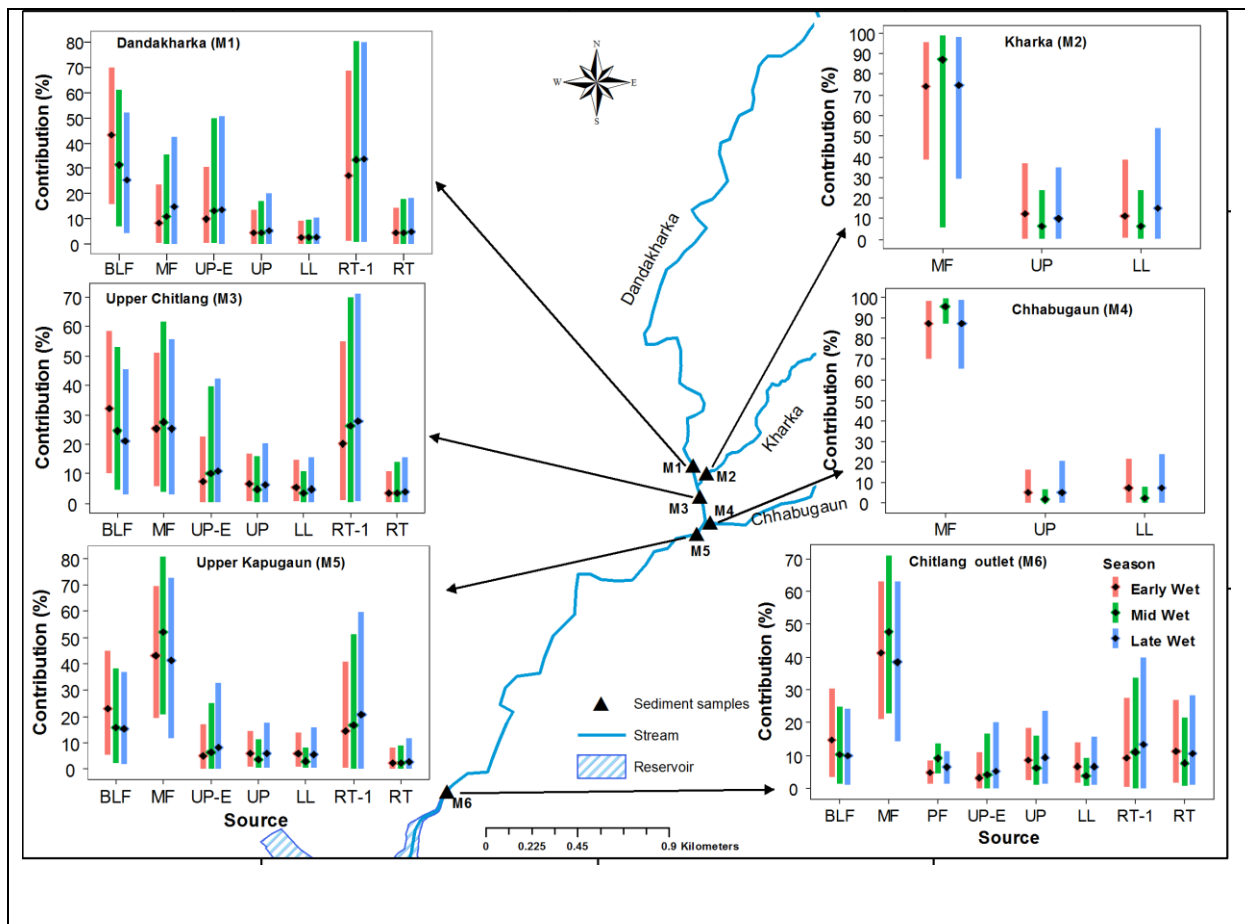 Dandakharka (M1)
Contribution (%)
80
70
60
50
40
30
20
10
0
BLF MF UP-E UP LL RT-1 RT
N
W E
S
Kharka (M2)
Contribution (%)
100
90
80
70
60
50
40
30
20
10
0
MF UP LL
Dandakharka
Kharka
Upper Chitlang (M3)
Contribution (%)
70
60
50
40
30
20
10
0
BLF MF UP-E UP LL RT-1 RT
M1
M2
M3
M4
M5
Chhabugaun
Chhabugaun (M4)
Contribution (%)
100
90
80
70
60
50
40
30
20
10
0
MF UP LL
Upper Kapugaun (M5)
Contribution (%)
80
70
60
50
40
30
20
10
0
BLF MF UP-E UP LL RT-1 RT
Source
Sediment samples
Stream
Reservoir
M6
0 0.225 0.45 0.9 Kilometers
Chitlang outlet (M6)
Season
Early Wet
Mid Wet
Late Wet
Contribution (%)
70
60
50
40
30
20
10
0
BLF MF PF UP-E UP LL RT-1 RT
Source